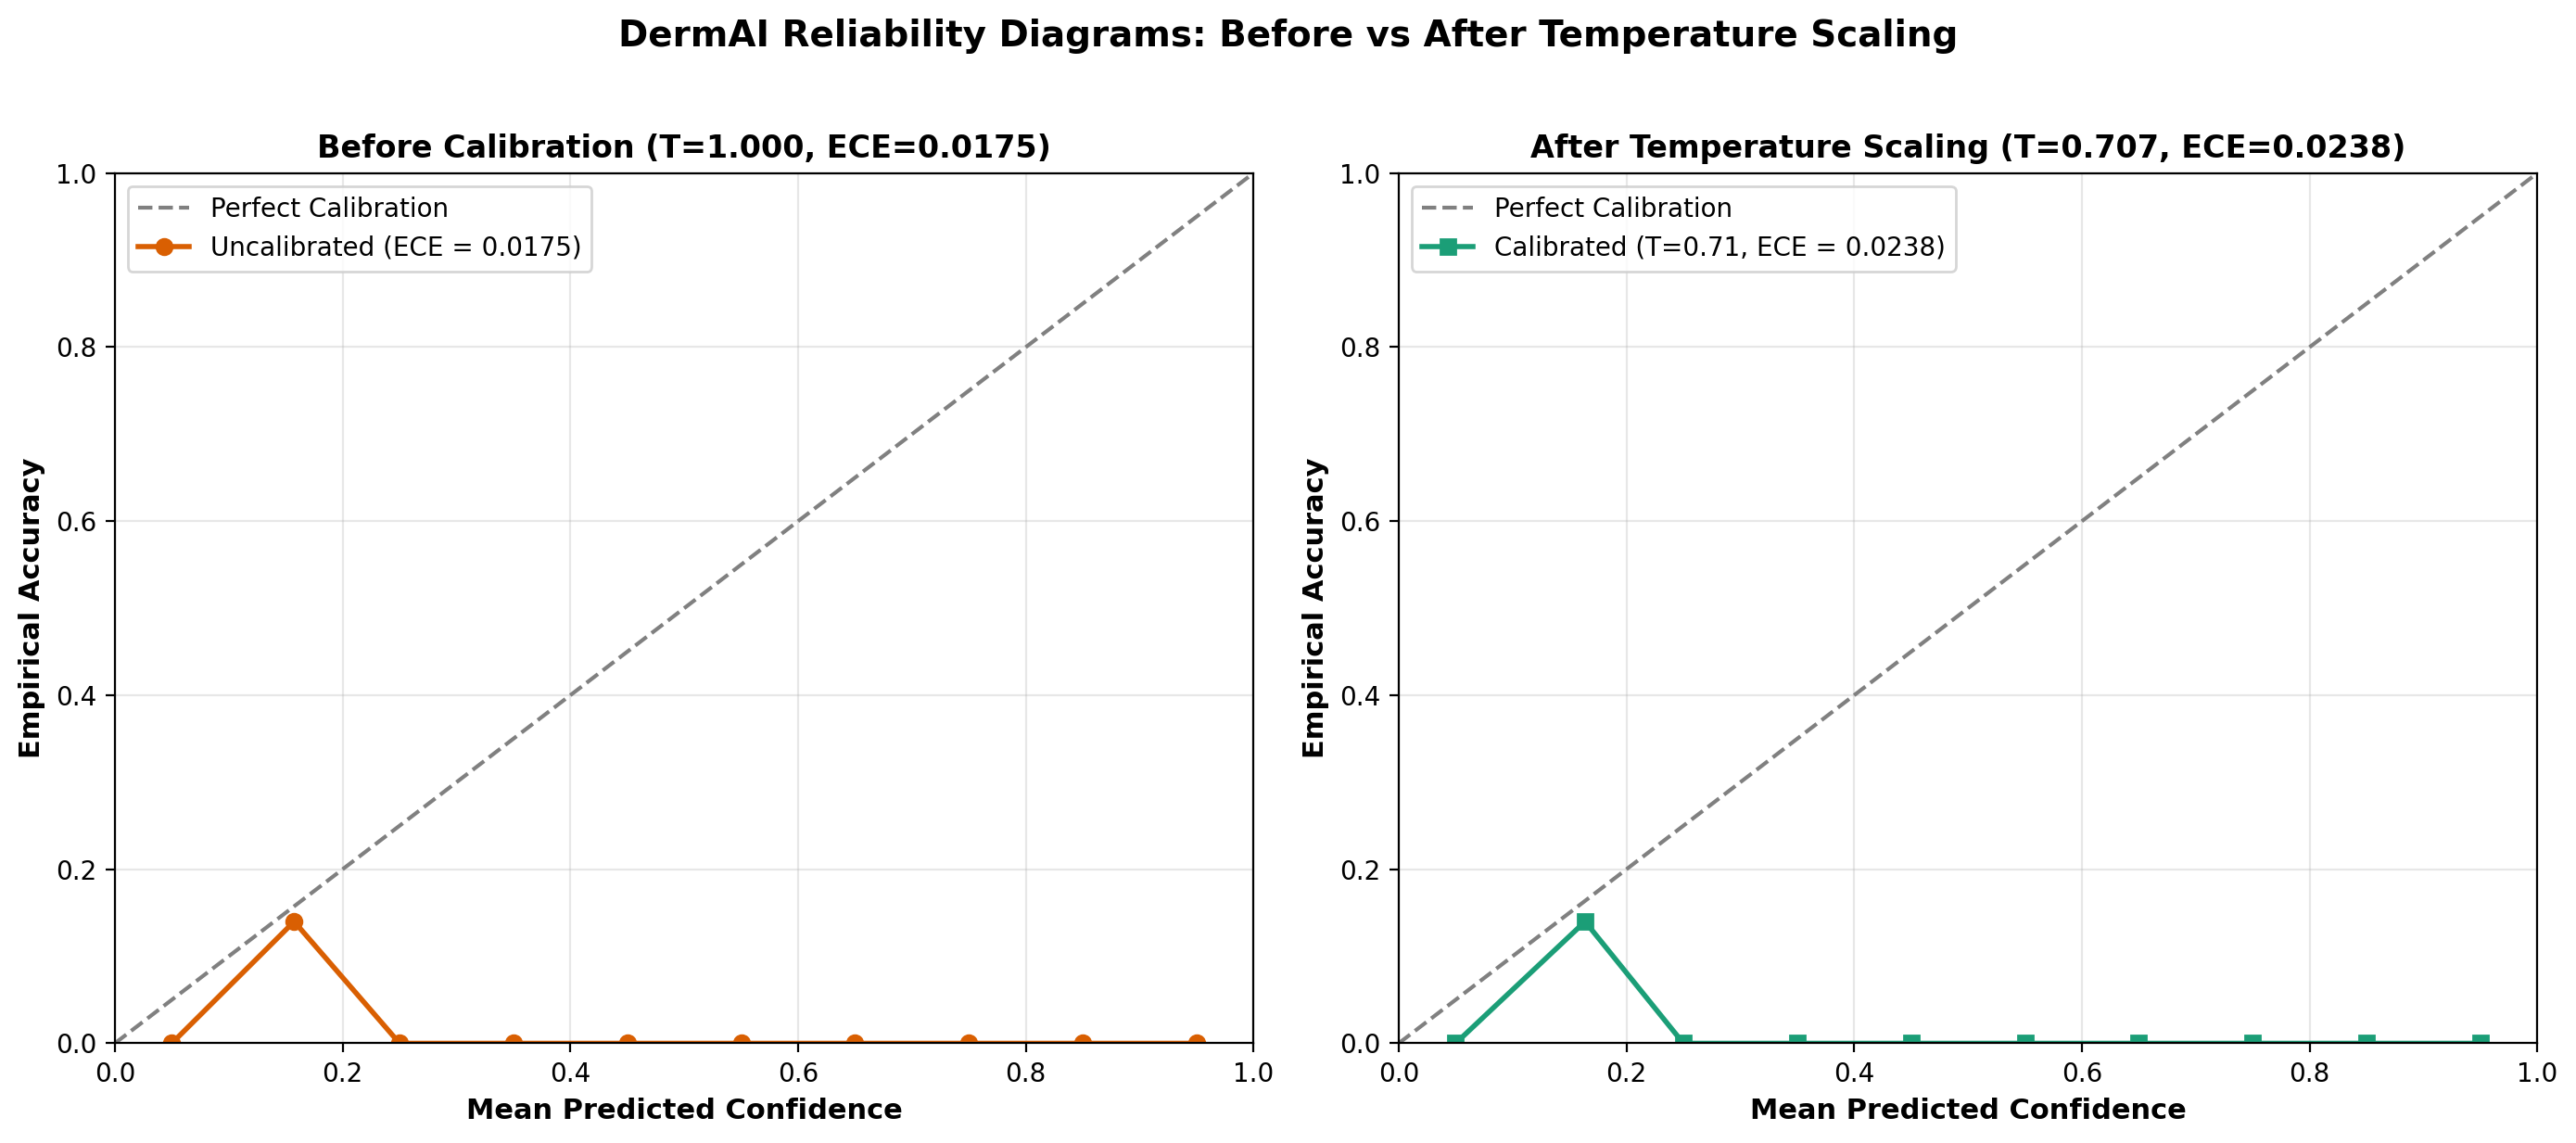 DermAI Reliability Diagrams: Before vs After Temperature Scaling
Before Calibration (T=1.000, ECE=0.0175)
1.0
0.8
0.6
0.4
0.2
0.0
Empirical Accuracy
Perfect Calibration
Uncalibrated (ECE = 0.0175)
0.0 0.2 0.4 0.6 0.8 1.0
Mean Predicted Confidence
After Temperature Scaling (T=0.707, ECE=0.0238)
1.0
0.8
0.6
0.4
0.2
0.0
Empirical Accuracy
Perfect Calibration
Calibrated (T=0.71, ECE = 0.0238)
0.0 0.2 0.4 0.6 0.8 1.0
Mean Predicted Confidence